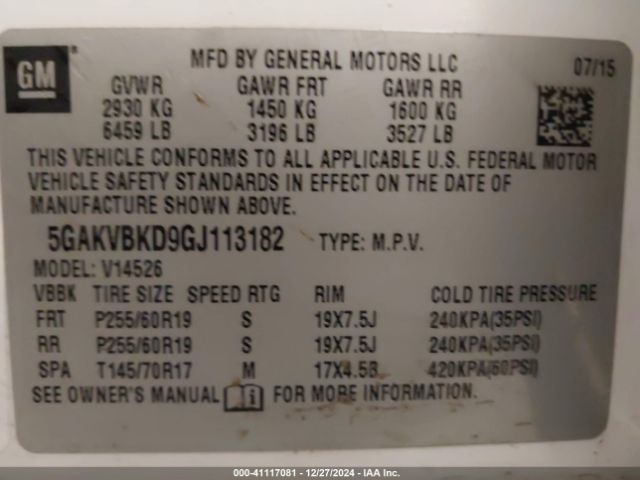 GM
MFD BY GENERAL MOTORS LLC 07/15
GVWR GAWR FRT GAWR RR
2930 KG 1450 KG 1600 KG
6459 LB 3196 LB 3527 LB
THIS VEHICLE CONFORMS TO ALL APPLICABLE U.S. FEDERAL MOTOR
VEHICLE SAFETY STANDARDS IN EFFECT ON THE DATE OF
MANUFACTURE SHOWN ABOVE.
5GAKVBKD9GJ113182 TYPE: M.P.V.
MODEL: V14526
VBBK TIRE SIZE SPEED RTG RIM COLD TIRE PRESSURE
FRT P255/60R19 S 19X7.5J 240KPA(35PSI)
RR P255/60R19 S 19X7.5J 240KPA(35PSI)
SPA T145/70R17 M 17X4.5B 420KPA(60PSI)
SEE OWNER'S MANUAL FOR MORE INFORMATION.
000-41117081 - 12/27/2024 - IAA Inc.